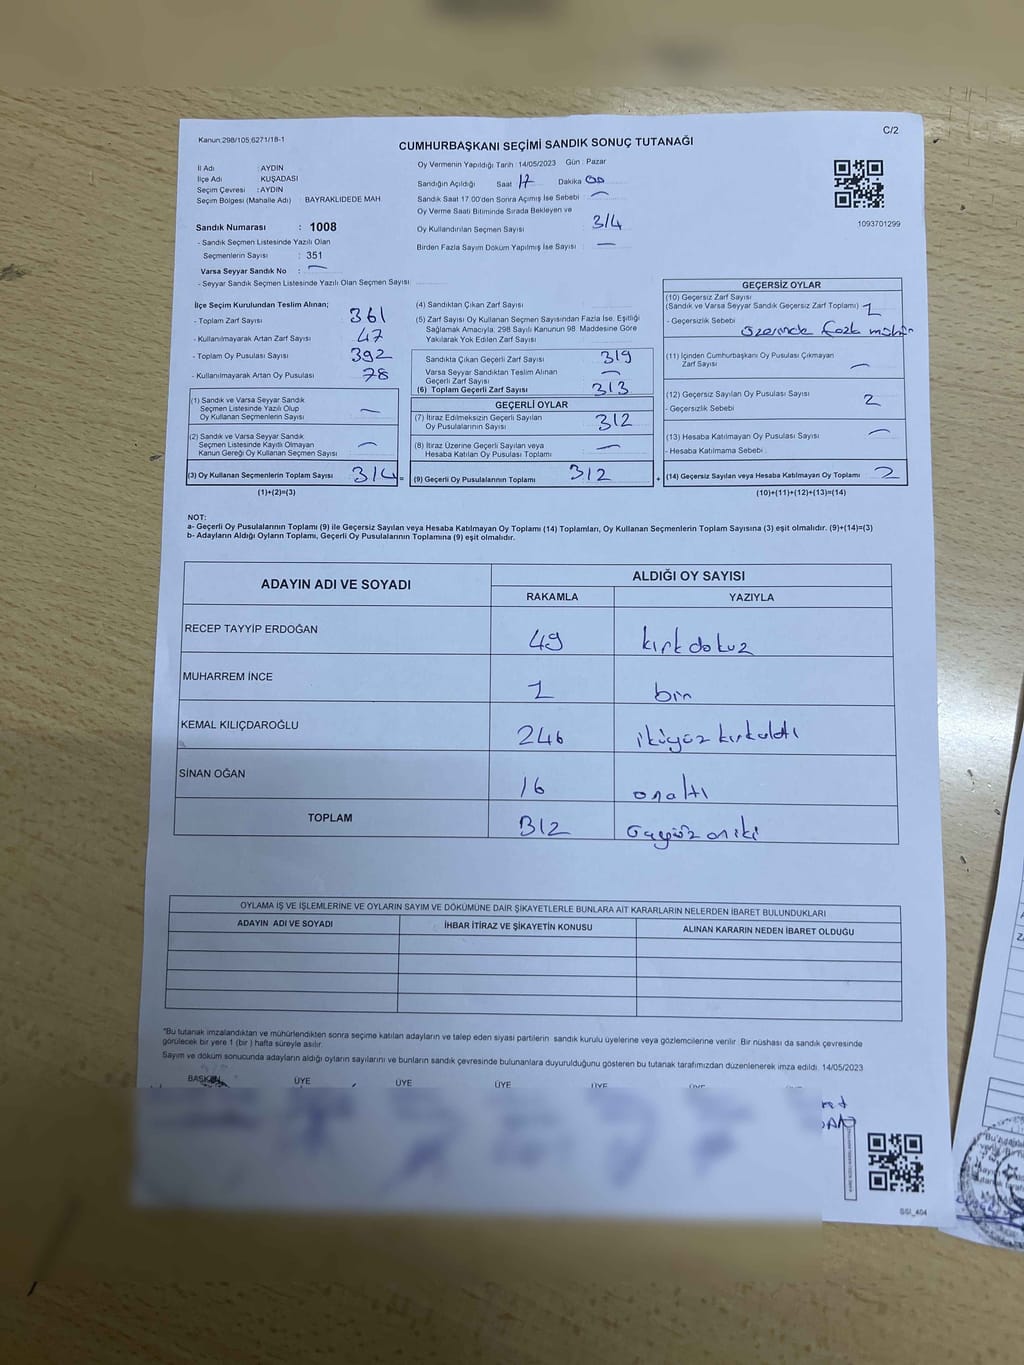 Kanun:298/105;6271/18-1
C/2
CUMHURBAŞKANI SEÇİMİ SANDIK SONUÇ TUTANAĞI
İl Adı : AYDIN
İlçe Adı KUŞADASI
Seçim Çevresi : AYDIN
Seçim Bölgesi (Mahalle Adı) : BAYRAKLIDEDE MAH
Sandık Numarası : 1008
- Sandık Seçmen Listesinde Yazılı Olan
Seçmenlerin Sayısı : 351
Varsa Seyyar Sandık No : —
- Seyyar Sandık Seçmen Listesinde Yazılı Olan Seçmen Sayısı:
Oy Vermenin Yapıldığı Tarih : 14/05/2023 Gün : Pazar
Sandığın Açıldığı Saat 17 Dakika 00
Sandık Saat 17.00'den Sonra Açımış İse Sebebi —
Oy Verme Saati Bitiminde Sırada Bekleyen ve
Oy Kullandırılan Seçmen Sayısı 314
Birden Fazla Sayım Döküm Yapılmış İse Sayısı —
1093701299
İlçe Seçim Kurulundan Teslim Alınan;
- Toplam Zarf Sayısı 361
- Kullanılmayarak Artan Zarf Sayısı 47
- Toplam Oy Pusulası Sayısı 392
- Kullanılmayarak Artan Oy Pusulası 78
(1) Sandık ve Varsa Seyyar Sandık
Seçmen Listesinde Yazılı Olup
Oy Kullanan Seçmenlerin Sayısı —
(2) Sandık ve Varsa Seyyar Sandık
Seçmen Listesinde Kayıtlı Olmayan
Kanun Gereği Oy Kullanan Seçmen Sayısı —
(3) Oy Kullanan Seçmenlerin Toplam Sayısı 314 =
(1)+(2)=(3)
(4) Sandıktan Çıkan Zarf Sayısı
(5) Zarf Sayısı Oy Kullanan Seçmen Sayısından Fazla İse, Eşitliği
Sağlamak Amacıyla; 298 Sayılı Kanunun 98. Maddesine Göre
Yakılarak Yok Edilen Zarf Sayısı
Sandıkta Çıkan Geçerli Zarf Sayısı 319
Varsa Seyyar Sandıktan Teslim Alınan
Geçerli Zarf Sayısı —
(6) Toplam Geçerli Zarf Sayısı 313
GEÇERLİ OYLAR
(7) İtiraz Edilmeksizin Geçerli Sayılan
Oy Pusulalarının Sayısı 312
(8) İtiraz Üzerine Geçerli Sayılan veya
Hesaba Katılan Oy Pusulası Toplamı —
(9) Geçerli Oy Pusulalarının Toplamı 312 +
GEÇERSİZ OYLAR
(10) Geçersiz Zarf Sayısı
(Sandık ve Varsa Seyyar Sandık Geçersiz Zarf Toplamı) 1
- Geçersizlik Sebebi
üzerinde fazla mühür
(11) İçinden Cumhurbaşkanı Oy Pusulası Çıkmayan
Zarf Sayısı —
(12) Geçersiz Sayılan Oy Pusulası Sayısı 2
- Geçersizlik Sebebi
(13) Hesaba Katılmayan Oy Pusulası Sayısı —
- Hesaba Katılmama Sebebi
(14) Geçersiz Sayılan veya Hesaba Katılmayan Oy Toplamı 2
(10)+(11)+(12)+(13)=(14)
NOT:
a- Geçerli Oy Pusulalarının Toplamı (9) ile Geçersiz Sayılan veya Hesaba Katılmayan Oy Toplamı (14) Toplamları, Oy Kullanan Seçmenlerin Toplam Sayısına (3) eşit olmalıdır. (9)+(14)=(3)
b- Adayların Aldığı Oyların Toplamı, Geçerli Oy Pusulalarının Toplamına (9) eşit olmalıdır.
ADAYIN ADI VE SOYADI ALDIĞI OY SAYISI
RAKAMLA YAZIYLA
RECEP TAYYİP ERDOĞAN 49 kırkdokuz
MUHARREM İNCE 1 bir
KEMAL KILIÇDAROĞLU 246 ikiyüz kırkaltı
SİNAN OĞAN 16 onaltı
TOPLAM 312 üçyüz oniki
OYLAMA İŞ VE İŞLEMLERİNE VE OYLARIN SAYIM VE DÖKÜMÜNE DAİR ŞİKAYETLERLE BUNLARA AİT KARARLARIN NELERDEN İBARET BULUNDUKLARI
ADAYIN ADI VE SOYADI İHBAR İTİRAZ VE ŞİKAYETİN KONUSU ALINAN KARARIN NEDEN İBARET OLDUĞU
*Bu tutanak imzalandıktan ve mühürlendikten sonra seçime katılan adayların ve talep eden siyasi partilerin sandık kurulu üyelerine veya gözlemcilerine verilir. Bir nüshası da sandık çevresinde
görülecek bir yere 1 (bir ) hafta süreyle asılır.
Sayım ve döküm sonucunda adayların aldığı oyların sayılarını ve bunların sandık çevresinde bulunanlara duyurulduğunu gösteren bu tutanak tarafımızdan düzenlenerek imza edildi. 14/05/2023
BAŞKAN ÜYE ÜYE ÜYE ÜYE ÜYE
SSI_404